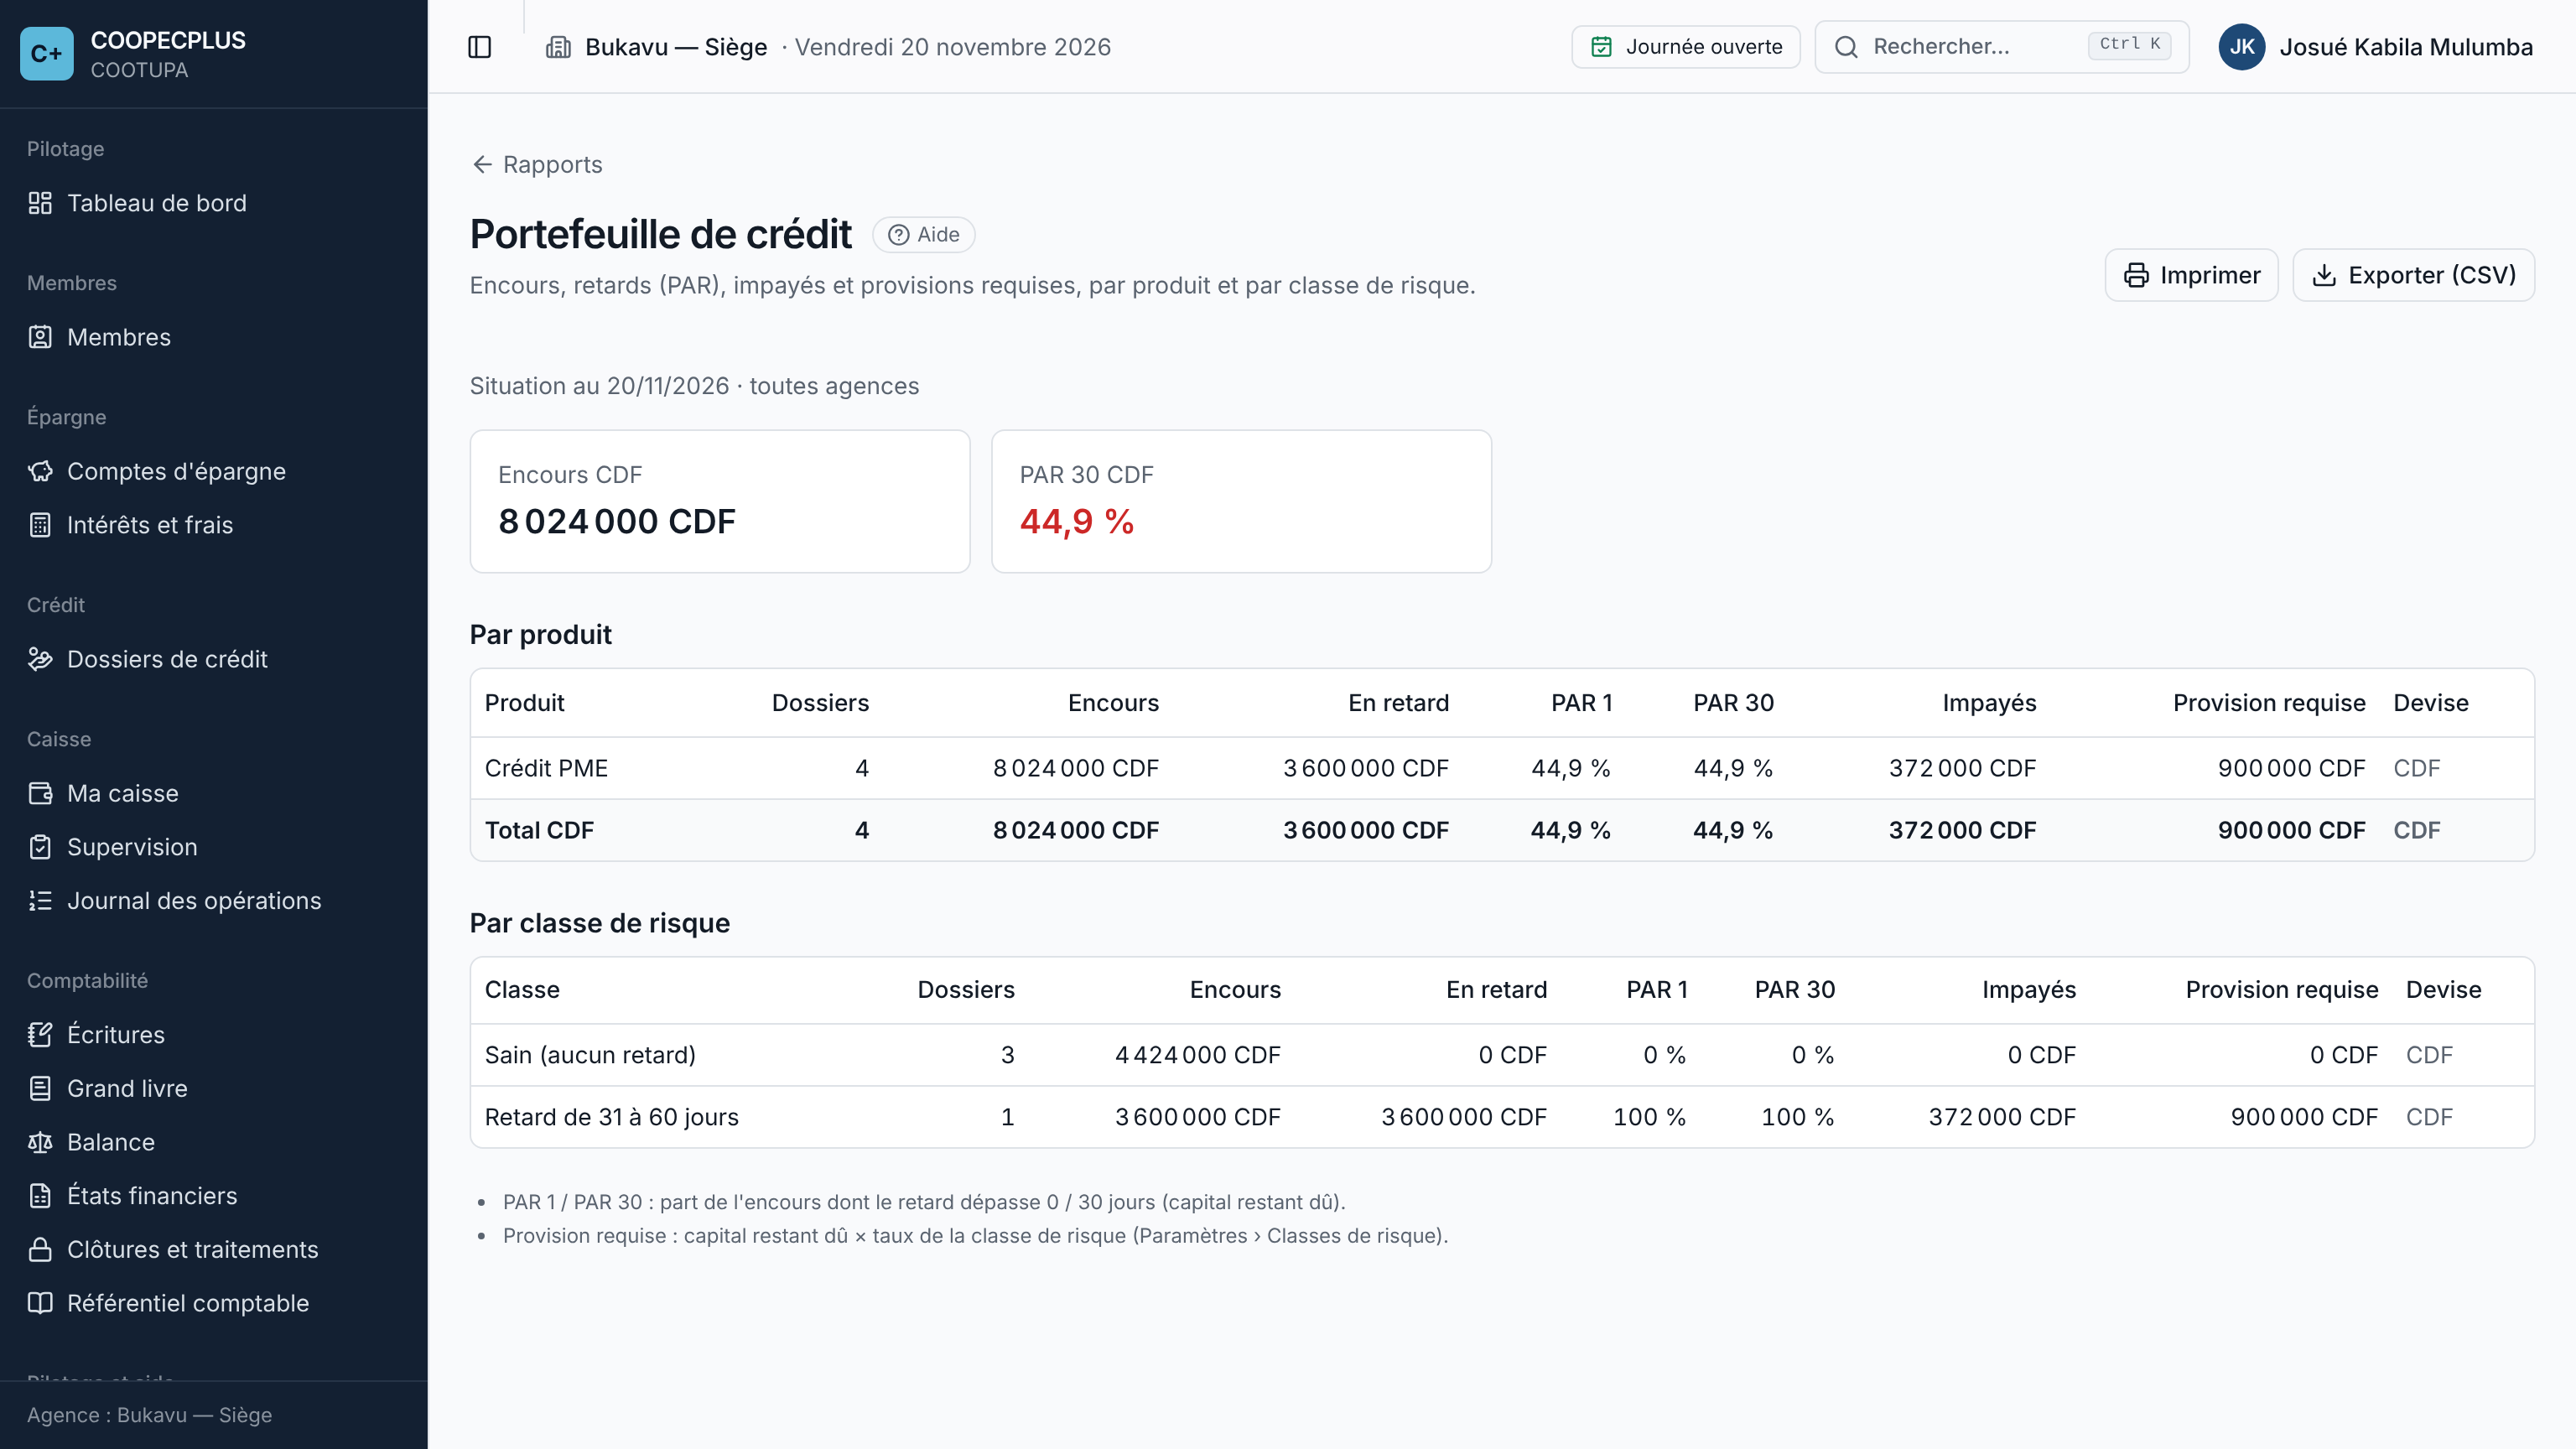 C+
COOPECPLUS
COOTUPA
Pilotage
Tableau de bord
Membres
Membres
Épargne
Comptes d'épargne
Intérêts et frais
Crédit
Dossiers de crédit
Caisse
Ma caisse
Supervision
Journal des opérations
Comptabilité
Écritures
Grand livre
Balance
États financiers
Clôtures et traitements
Référentiel comptable
Agence : Bukavu — Siège
Bukavu — Siège · Vendredi 20 novembre 2026
Journée ouverte
Rechercher... Ctrl K
JK Josué Kabila Mulumba
Rapports
Portefeuille de crédit Aide
Encours, retards (PAR), impayés et provisions requises, par produit et par classe de risque.
Imprimer Exporter (CSV)
Situation au 20/11/2026 · toutes agences
Encours CDF
8 024 000 CDF
PAR 30 CDF
44,9 %
Par produit
Produit Dossiers Encours En retard PAR 1 PAR 30 Impayés Provision requise Devise
Crédit PME 4 8 024 000 CDF 3 600 000 CDF 44,9 % 44,9 % 372 000 CDF 900 000 CDF CDF
Total CDF 4 8 024 000 CDF 3 600 000 CDF 44,9 % 44,9 % 372 000 CDF 900 000 CDF CDF
Par classe de risque
Classe Dossiers Encours En retard PAR 1 PAR 30 Impayés Provision requise Devise
Sain (aucun retard) 3 4 424 000 CDF 0 CDF 0 % 0 % 0 CDF 0 CDF CDF
Retard de 31 à 60 jours 1 3 600 000 CDF 3 600 000 CDF 100 % 100 % 372 000 CDF 900 000 CDF CDF
• PAR 1 / PAR 30 : part de l'encours dont le retard dépasse 0 / 30 jours (capital restant dû).
• Provision requise : capital restant dû × taux de la classe de risque (Paramètres › Classes de risque).